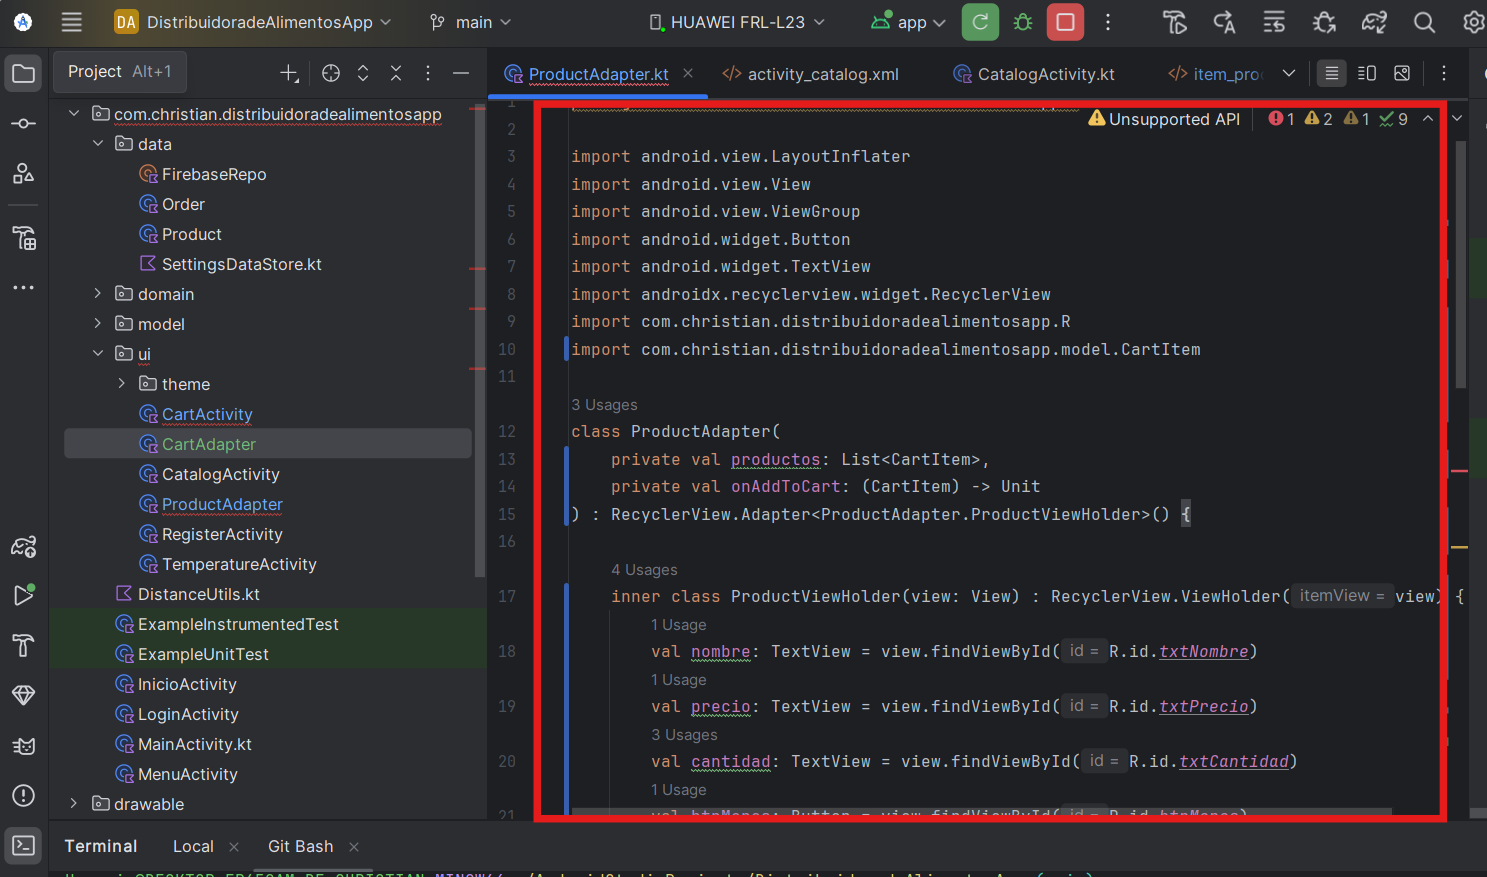 DA DistribuidoradeAlimentosApp main HUAWEI FRL-L23 app
Project Alt+1
ProductAdapter.kt activity_catalog.xml CatalogActivity.kt item_pro
com.christian.distribuidoradealimentosapp
data
FirebaseRepo
Order
Product
SettingsDataStore.kt
domain
model
ui
theme
CartActivity
CartAdapter
CatalogActivity
ProductAdapter
RegisterActivity
TemperatureActivity
DistanceUtils.kt
ExampleInstrumentedTest
ExampleUnitTest
InicioActivity
LoginActivity
MainActivity.kt
MenuActivity
drawable
Unsupported API 1 2 1 9
1
2
3 import android.view.LayoutInflater
4 import android.view.View
5 import android.view.ViewGroup
6 import android.widget.Button
7 import android.widget.TextView
8 import androidx.recyclerview.widget.RecyclerView
9 import com.christian.distribuidoradealimentosapp.R
10 import com.christian.distribuidoradealimentosapp.model.CartItem
11
3 Usages
12 class ProductAdapter(
13 private val productos: List<CartItem>,
14 private val onAddToCart: (CartItem) -> Unit
15 ) : RecyclerView.Adapter<ProductAdapter.ProductViewHolder>() {
16
4 Usages
17 inner class ProductViewHolder(view: View) : RecyclerView.ViewHolder( itemView = view) {
1 Usage
18 val nombre: TextView = view.findViewById( id = R.id.txtNombre)
1 Usage
19 val precio: TextView = view.findViewById( id = R.id.txtPrecio)
3 Usages
20 val cantidad: TextView = view.findViewById( id = R.id.txtCantidad)
1 Usage
21 val btnMenos: Button = view.findViewById( id = R.id.btnMenos)
Terminal Local Git Bash